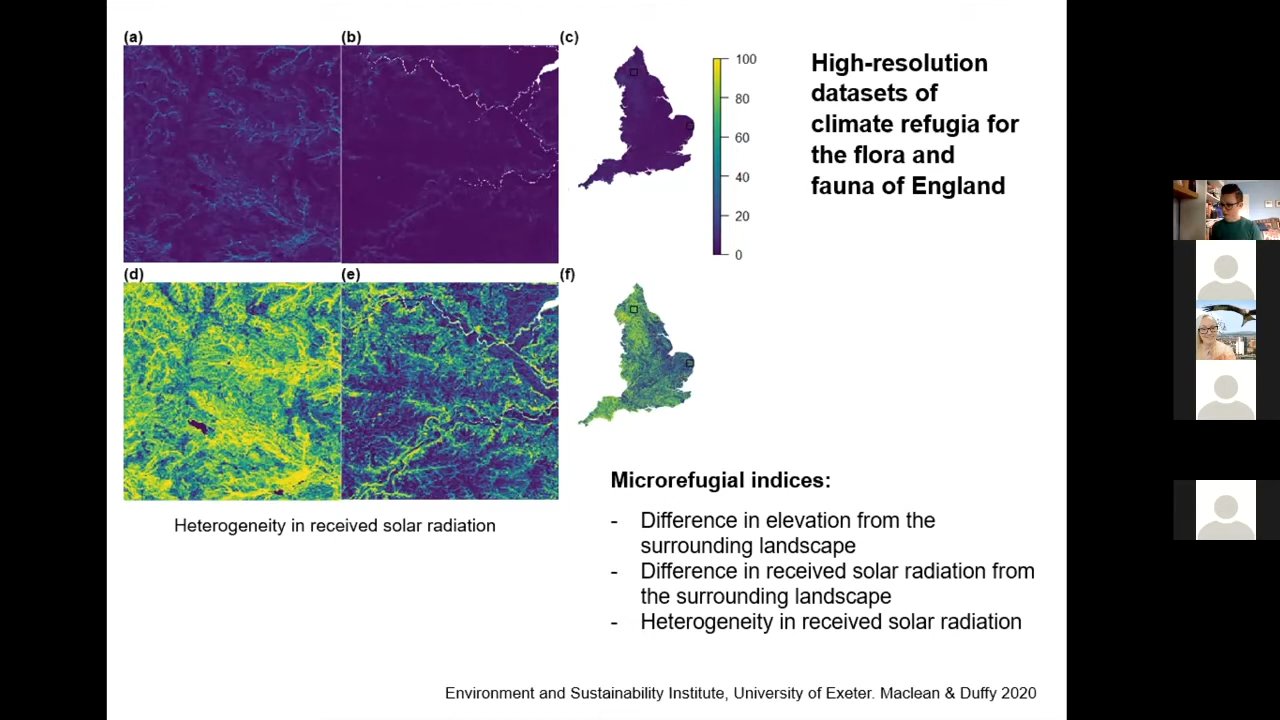 (a)
(b)
(c)
100
80
60
40
20
0
High-resolution
datasets of
climate refugia for
the flora and
fauna of England
(d)
(e)
(f)
Heterogeneity in received solar radiation
Microrefugial indices:
- Difference in elevation from the
surrounding landscape
- Difference in received solar radiation from
the surrounding landscape
- Heterogeneity in received solar radiation
Environment and Sustainability Institute, University of Exeter. Maclean & Duffy 2020